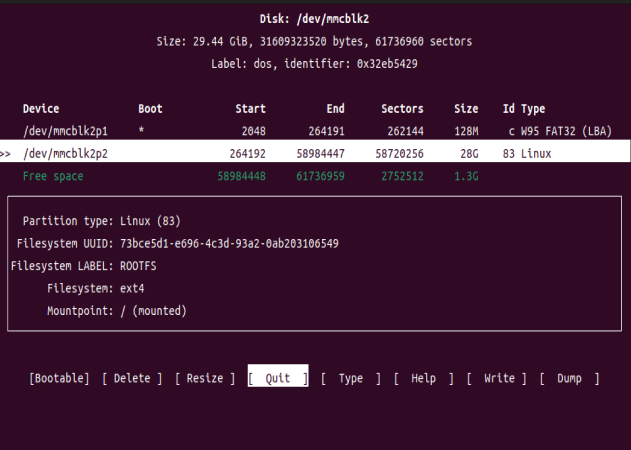 Disk: /dev/mmcblk2
Size: 29.44 GiB, 31609323520 bytes, 61736960 sectors
Label: dos, identifier: 0x32eb5429
Device Boot Start End Sectors Size Id Type
/dev/mmcblk2p1 * 2048 264191 262144 128M c W95 FAT32 (LBA)
>> /dev/mmcblk2p2 264192 58984447 58720256 28G 83 Linux
Free space 58984448 61736959 2752512 1.3G
Partition type: Linux (83)
Filesystem UUID: 73bce5d1-e696-4c3d-93a2-0ab203106549
Filesystem LABEL: ROOTFS
Filesystem: ext4
Mountpoint: / (mounted)
[Bootable] [ Delete ] [ Resize ] [ Quit ] [ Type ] [ Help ] [ Write ] [ Dump ]